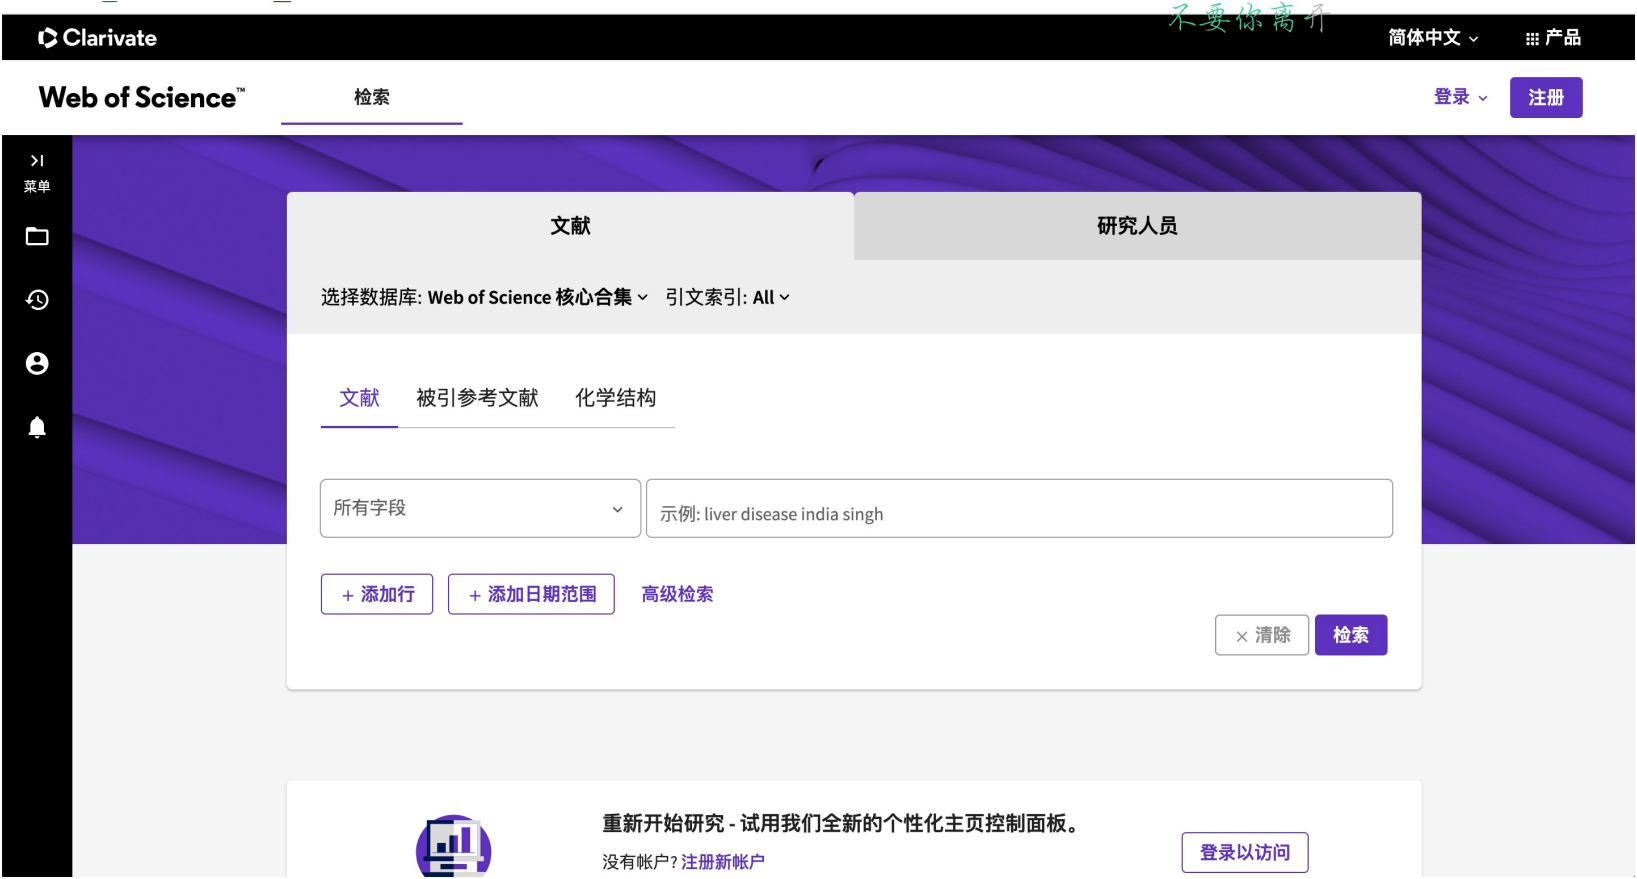 不要你离开
Clarivate
简体中文
产品
Web of Science™
检索
登录
注册
菜单
文献
研究人员
选择数据库: Web of Science 核心合集 引文索引: All
文献 被引参考文献 化学结构
所有字段
示例: liver disease india singh
+ 添加行
+ 添加日期范围
高级检索
× 清除
检索
重新开始研究 - 试用我们全新的个性化主页控制面板。
没有帐户? 注册新帐户
登录以访问